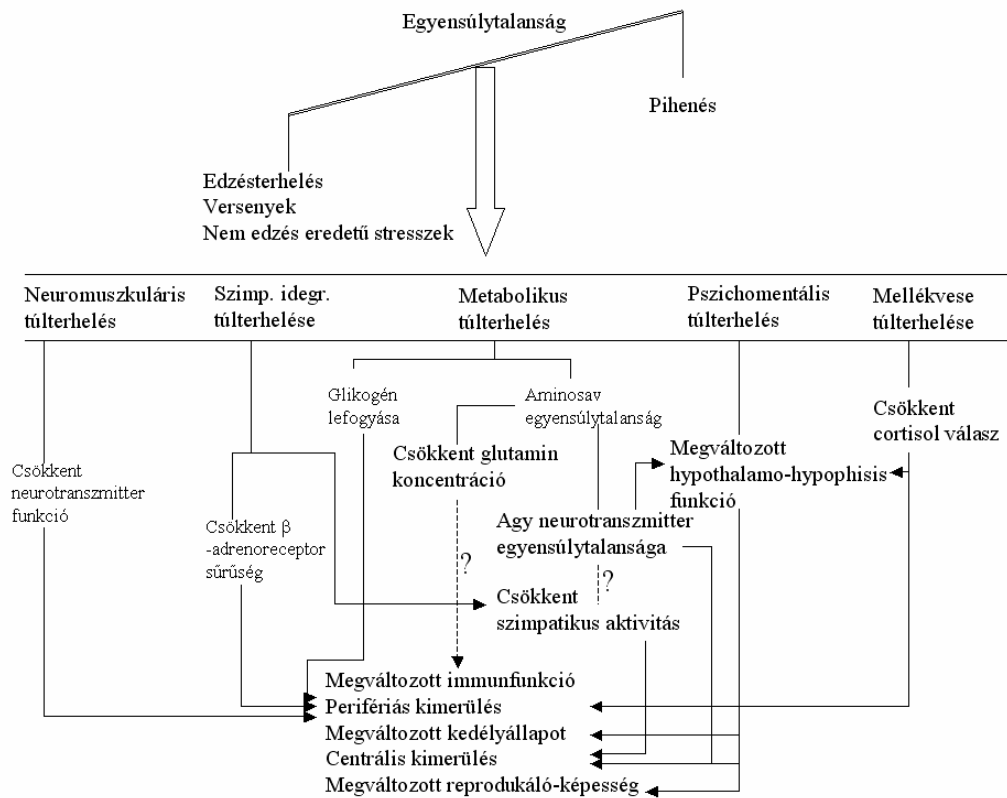 Egyensúlytalanság
Pihenés
Edzésterhelés
Versenyek
Nem edzés eredetű stresszek
Neuromuszkuláris
túlterhelés
Szimp. idegr.
túlterhelése
Metabolikus
túlterhelés
Pszichomentális
túlterhelés
Mellékvese
túlterhelése
Glikogén
lefogyása
Aminosav
egyensúlytalanság
Csökkent
cortisol válasz
Csökkent glutamin
koncentráció
Megváltozott
hypothalamo-hypophisis
funkció
Csökkent
neurotranszmitter
funkció
Csökkent β
-adrenoreceptor
sűrűség
Agy neurotranszmitter
egyensúlytalansága
?
?
Csökkent
szimpatikus aktivitás
Megváltozott immunfunkció
Perifériás kimerülés
Megváltozott kedélyállapot
Centrális kimerülés
Megváltozott reprodukáló-képesség